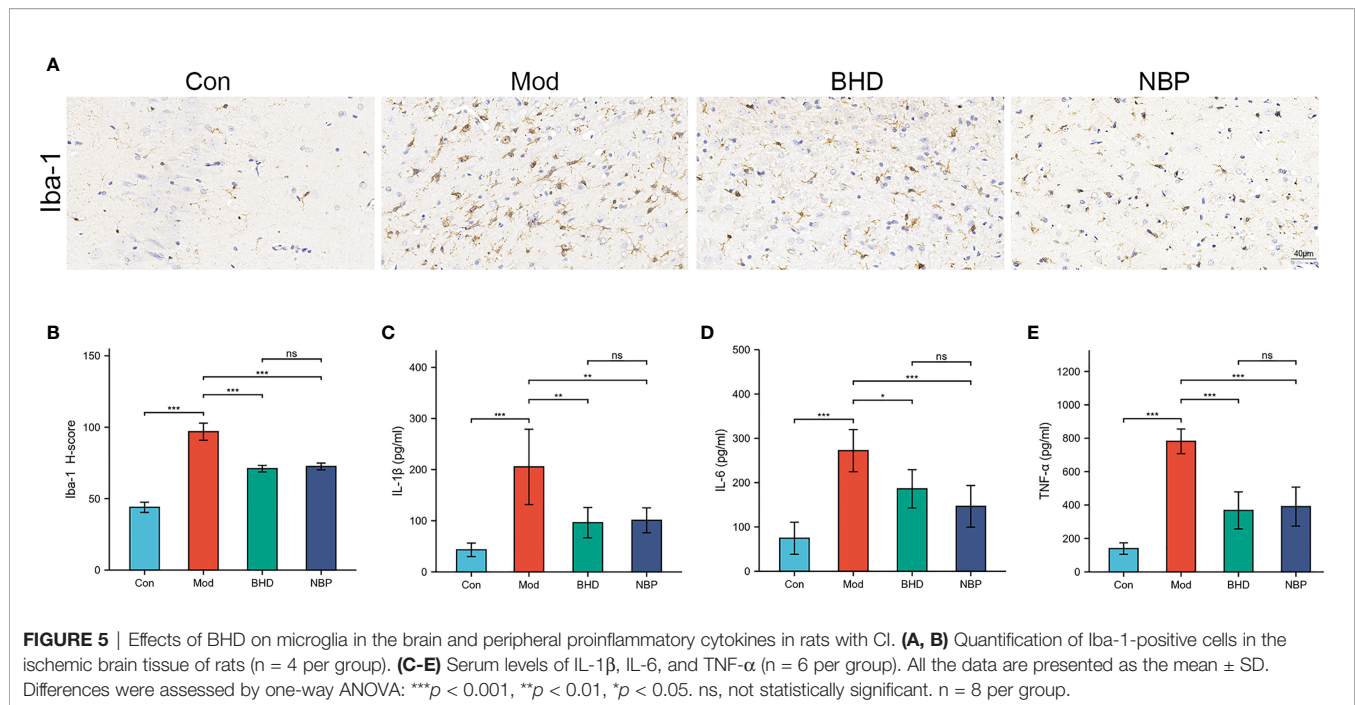 A
Con
Mod
BHD
NBP
Iba-1
40μm
B
150
100
50
0
Iba-1 H-score
***
***
***
ns
Con
Mod
BHD
NBP
C
400
300
200
100
0
IL-1β (pg/ml)
***
**
**
ns
Con
Mod
BHD
NBP
D
500
400
300
200
100
0
IL-6 (pg/ml)
***
*
***
ns
Con
Mod
BHD
NBP
E
1200
1000
800
600
400
200
0
TNF-α (pg/ml)
***
***
***
ns
Con
Mod
BHD
NBP
FIGURE 5 | Effects of BHD on microglia in the brain and peripheral proinflammatory cytokines in rats with CI. (A, B) Quantification of Iba-1-positive cells in the
ischemic brain tissue of rats (n = 4 per group). (C-E) Serum levels of IL-1β, IL-6, and TNF-α (n = 6 per group). All the data are presented as the mean ± SD.
Differences were assessed by one-way ANOVA: ***p < 0.001, **p < 0.01, *p < 0.05. ns, not statistically significant. n = 8 per group.